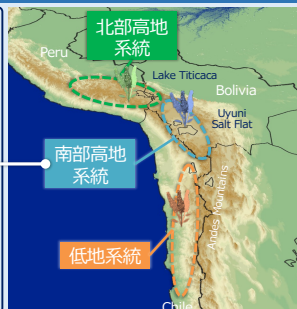 北部高地
系統
Peru
Lake Titicaca
Bolivia
Uyuni
Salt Flat
南部高地
系統
Andes Mountains
低地系統
Chile